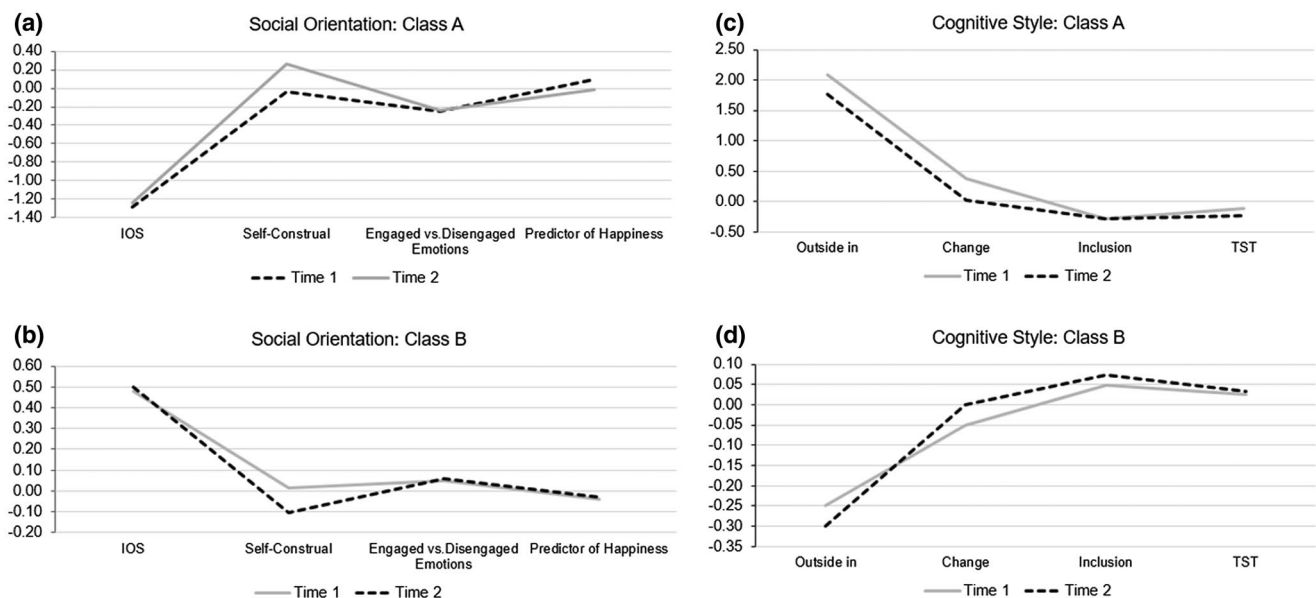 (a)
Social Orientation: Class A
0.40
0.20
0.00
-0.20
-0.40
-0.60
-0.80
-1.00
-1.20
-1.40
IOS
Self-Construal
Engaged vs.Disengaged
Emotions
Predictor of Happiness
Time 1
Time 2
(b)
Social Orientation: Class B
0.60
0.50
0.40
0.30
0.20
0.10
0.00
-0.10
-0.20
IOS
Self-Construal
Engaged vs.Disengaged
Emotions
Predictor of Happiness
Time 1
Time 2
(c)
Cognitive Style: Class A
2.50
2.00
1.50
1.00
0.50
0.00
-0.50
Outside in
Change
Inclusion
TST
Time 1
Time 2
(d)
Cognitive Style: Class B
0.10
0.05
0.00
-0.05
-0.10
-0.15
-0.20
-0.25
-0.30
-0.35
Outside in
Change
Inclusion
TST
Time 1
Time 2